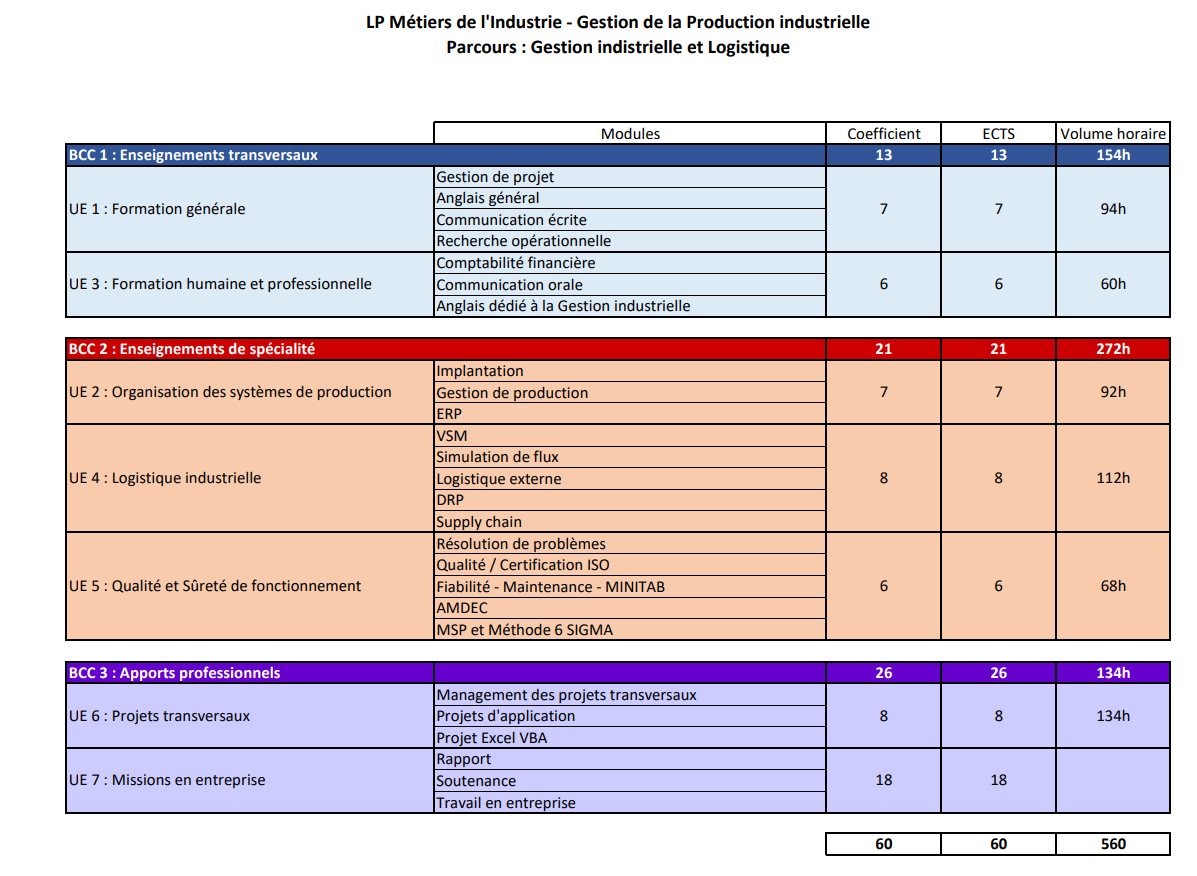 LP Métiers de l'Industrie - Gestion de la Production industrielle
Parcours : Gestion indistrielle et Logistique
Modules Coefficient ECTS Volume horaire
BCC 1 : Enseignements transversaux 13 13 154h
UE 1 : Formation générale 7 7 94h
Gestion de projet
Anglais général
Communication écrite
Recherche opérationnelle
UE 3 : Formation humaine et professionnelle 6 6 60h
Comptabilité financière
Communication orale
Anglais dédié à la Gestion industrielle
BCC 2 : Enseignements de spécialité 21 21 272h
UE 2 : Organisation des systèmes de production 7 7 92h
Implantation
Gestion de production
ERP
UE 4 : Logistique industrielle 8 8 112h
VSM
Simulation de flux
Logistique externe
DRP
Supply chain
UE 5 : Qualité et Sûreté de fonctionnement 6 6 68h
Résolution de problèmes
Qualité / Certification ISO
Fiabilité - Maintenance - MINITAB
AMDEC
MSP et Méthode 6 SIGMA
BCC 3 : Apports professionnels 26 26 134h
UE 6 : Projets transversaux 8 8 134h
Management des projets transversaux
Projets d'application
Projet Excel VBA
UE 7 : Missions en entreprise 18 18
Rapport
Soutenance
Travail en entreprise
60 60 560